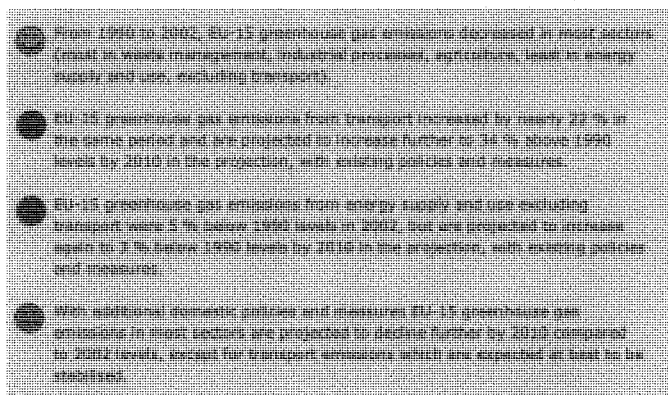 From 1990 to 2002, EU-15 greenhouse gas emissions decreased in most sectors
(most in waste management, industrial processes, agriculture, least in energy
supply and use, excluding transport).
EU-15 greenhouse gas emissions from transport increased by nearly 22 % in
the same period and are projected to increase further to 34 % above 1990
levels by 2010 in the projection, with existing policies and measures.
EU-15 greenhouse gas emissions from energy supply and use excluding
transport were 5 % below 1990 levels in 2002, but are projected to increase
again to 3 % below 1990 levels by 2010 in the projection, with existing policies
and measures.
With additional domestic policies and measures EU-15 greenhouse gas
emissions in most sectors are projected to decline further by 2010 compared
to 2002 levels, except for transport emissions which are expected at best to be
stabilised.